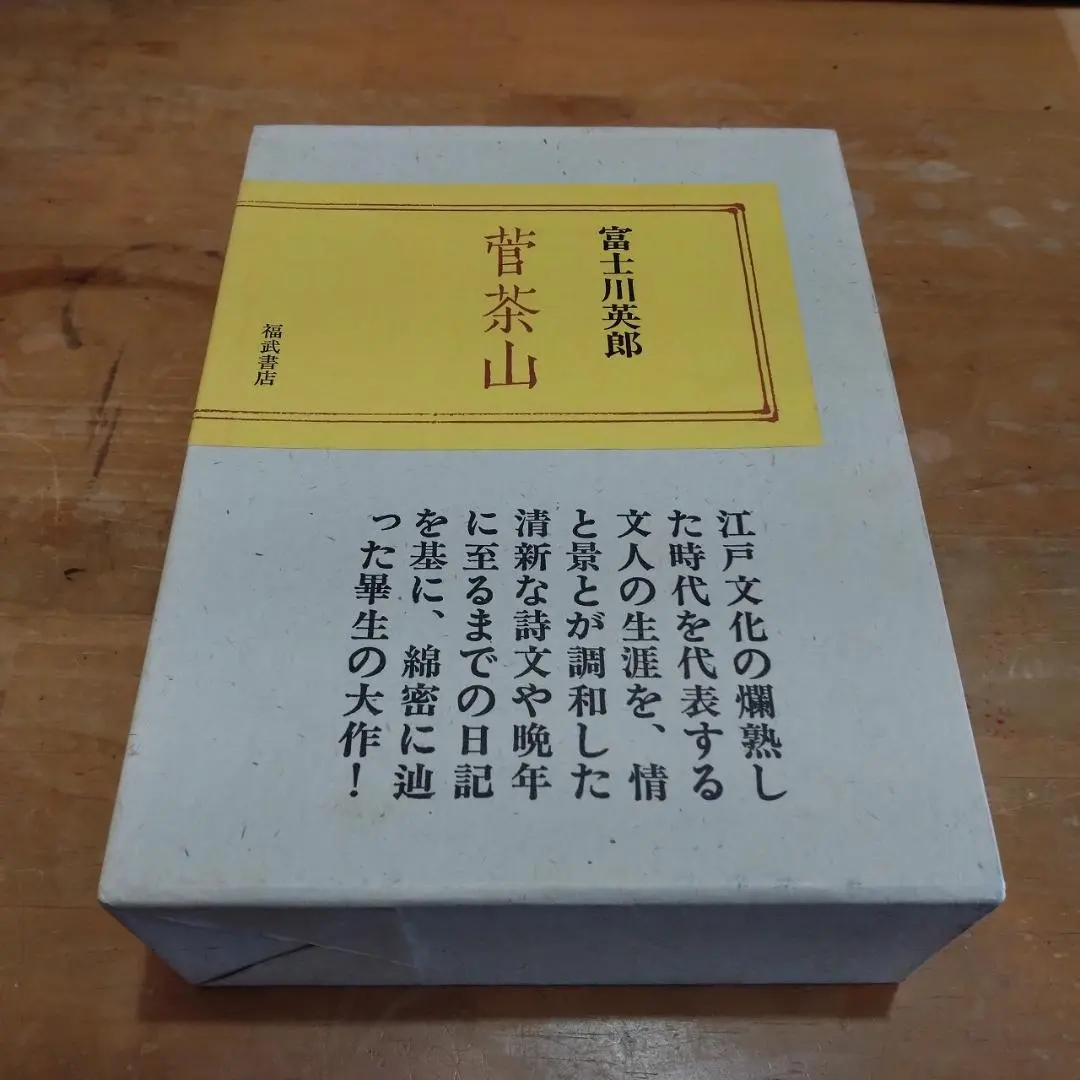 富士川英郎
菅茶山
福武書店
江戸文化の爛熟し
た時代を代表する
文人の生涯を、情
と景とが調和した
清新な詩文や晩年
に至るまでの日記
を基に、綿密に辿
った畢生の大作！